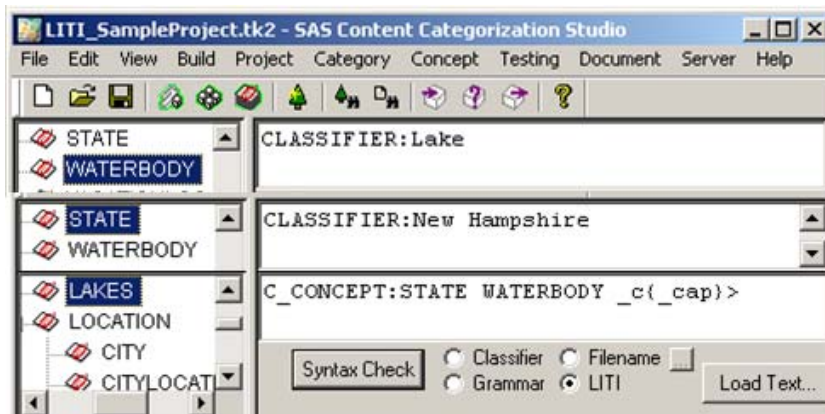 LITI_SampleProject.tk2 - SAS Content Categorization Studio
File Edit View Build Project Category Concept Testing Document Server Help
STATE
WATERBODY
CLASSIFIER:Lake
STATE
WATERBODY
CLASSIFIER:New Hampshire
LAKES
LOCATION
CITY
CITYLOCATI
C_CONCEPT:STATE WATERBODY _c{_cap}>
Syntax Check
Classifier Filename ...
Grammar LITI
Load Text...